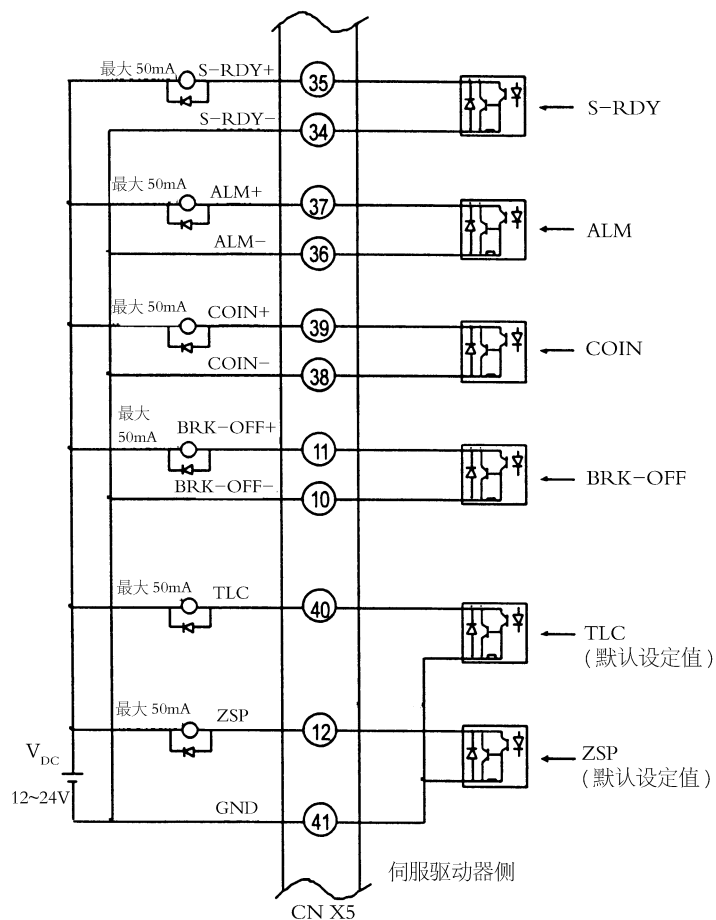 最大 50mA S-RDY+ 35
S-RDY- 34
S-RDY
最大 50mA ALM+ 37
ALM- 36
ALM
最大 50mA COIN+ 39
COIN- 38
COIN
最大
50mA BRK-OFF+ 11
BRK-OFF- 10
BRK-OFF
最大 50mA TLC 40
TLC
(默认设定值)
最大 50mA ZSP 12
ZSP
(默认设定值)
VDC
12~24V
GND 41
伺服驱动器侧
CN X5